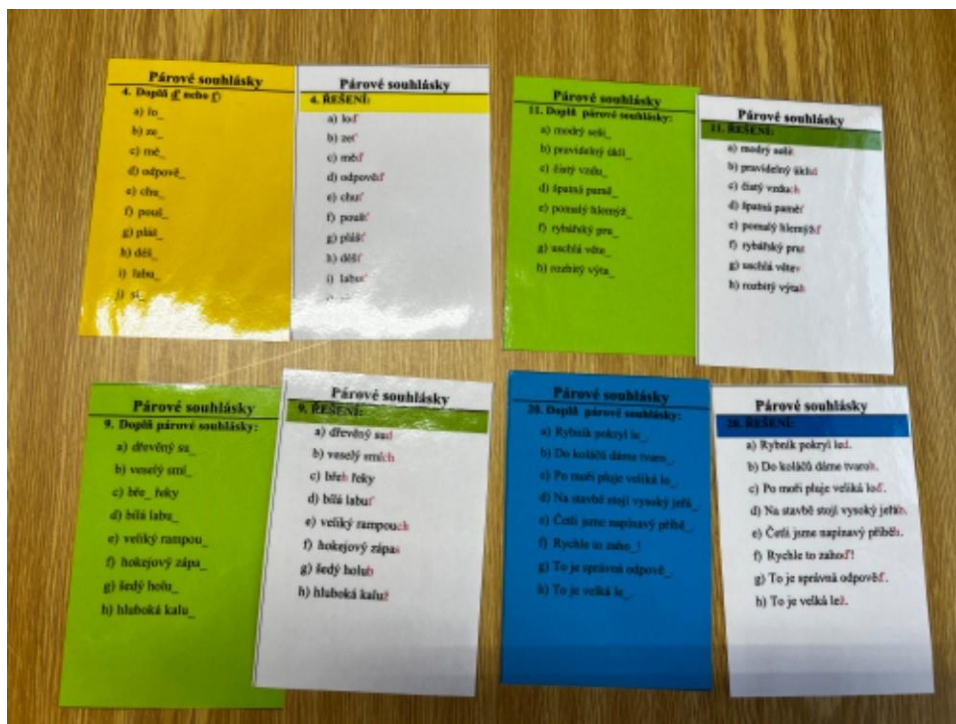 Párové souhlásky
4. Doplň ď nebo ť:
a) lo_
b) ze_
c) mě_
d) odpově_
e) chu_
f) pouš_
g) pláš_
h) déš_
i) labu_
j) sí_
Párové souhlásky
4. ŘEŠENÍ:
a) loď
b) zeť
c) měď
d) odpověď
e) chuť
f) poušť
g) plášť
h) déšť
i) labuť
Párové souhlásky
11. Doplň párové souhlásky:
a) modrý seši_
b) pravidelný úkli_
c) čistý vzdu_
d) špatná pamě_
e) pomalý hlemýž_
f) rybářský pru_
g) uschlá věte_
h) rozbitý výta_
Párové souhlásky
11. ŘEŠENÍ:
a) modrý sešit
b) pravidelný úklid
c) čistý vzduch
d) špatná paměť
e) pomalý hlemýžď
f) rybářský prut
g) uschlá větev
h) rozbitý výtah
Párové souhlásky
9. Doplň párové souhlásky:
a) dřevěný su_
b) veselý smí_
c) bře_ řeky
d) bílá labu_
e) veliký rampou_
f) hokejový zápa_
g) šedý holu_
h) hluboká kalu_
Párové souhlásky
9. ŘEŠENÍ:
a) dřevěný sud
b) veselý smích
c) břeh řeky
d) bílá labuť
e) veliký rampouch
f) hokejový zápas
g) šedý holub
h) hluboká kaluž
Párové souhlásky
20. Doplň párové souhlásky:
a) Rybník pokryl le_.
b) Do koláčů dáme tvaro_.
c) Po moři pluje veliká lo_.
d) Na stavbě stojí vysoký jeřá_.
e) Četli jsme napínavý příbě_.
f) Rychle to zaho_!
g) To je správná odpově_.
h) To je velká le_.
Párové souhlásky
20. ŘEŠENÍ:
a) Rybník pokryl led.
b) Do koláčů dáme tvaroh.
c) Po moři pluje veliká loď.
d) Na stavbě stojí vysoký jeřáb.
e) Četli jsme napínavý příběh.
f) Rychle to zahoď!
g) To je správná odpověď.
h) To je velká lež.